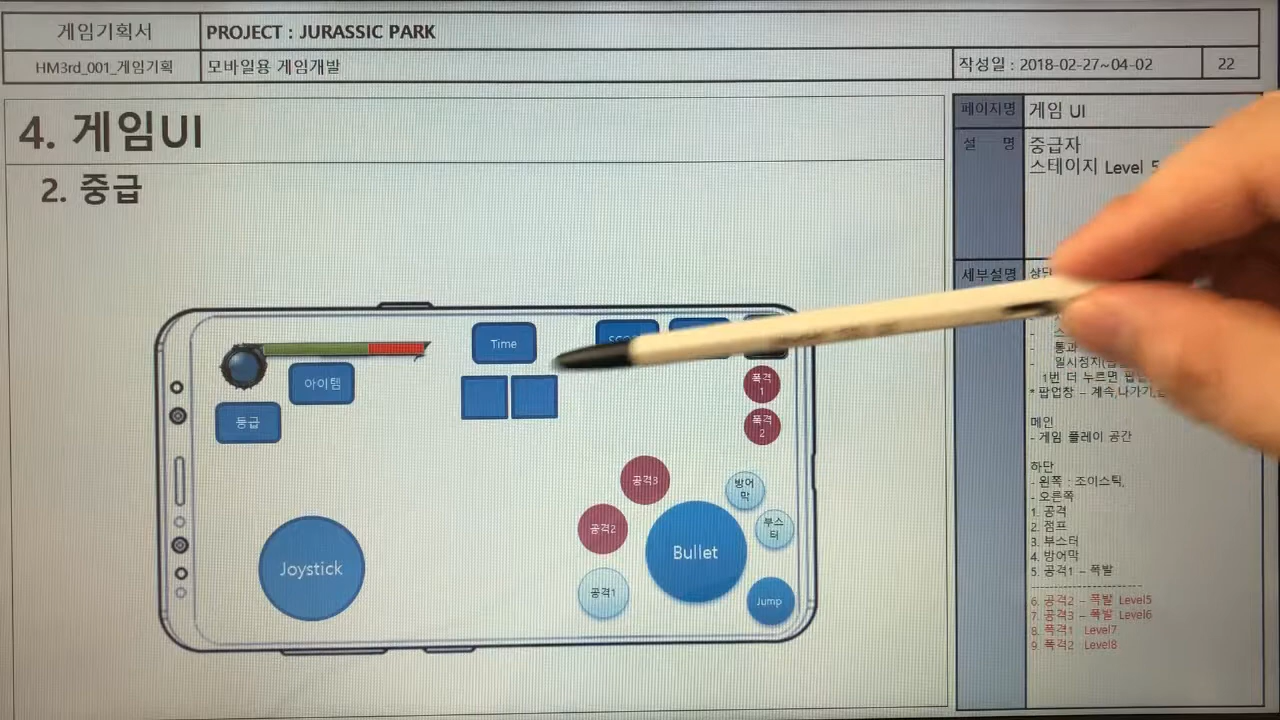 게임기획서
PROJECT : JURASSIC PARK
HM3rd_001_게임기획
모바일용 게임개발
작성일 : 2018-02-27~04-02
22
4. 게임UI
2. 중급
Time
아이템
등급
폭격
1
폭격
2
공격3
방어
막
공격2
부스
터
Bullet
Joystick
공격1
Jump
페이지명
게임 UI
설 명
중급자
스테이지 Level 5
세부설명
- 통과
- 일시정지
1번 더 누르면
* 팝업창 – 계속,나가기,
메인
- 게임 플레이 공간
하단
- 왼쪽 : 조이스틱,
- 오른쪽
1. 공격
2. 점프
3. 부스터
4. 방어막
5. 공격1 – 폭발
6. 공격2 – 폭발 Level5
7. 공격3 – 폭발 Level6
8. 폭격1 Level7
9. 폭격2 Level8